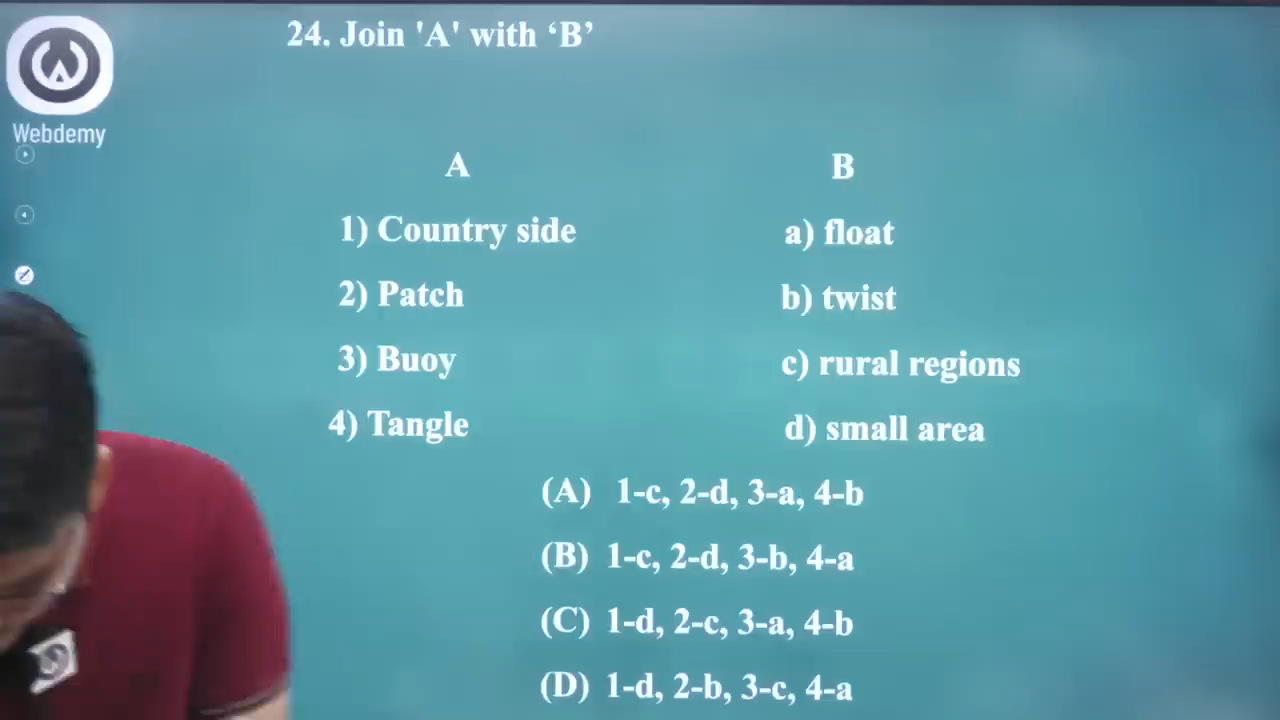 24. Join 'A' with ‘B’
Webdemy
A B
1) Country side a) float
2) Patch b) twist
3) Buoy c) rural regions
4) Tangle d) small area
(A) 1-c, 2-d, 3-a, 4-b
(B) 1-c, 2-d, 3-b, 4-a
(C) 1-d, 2-c, 3-a, 4-b
(D) 1-d, 2-b, 3-c, 4-a